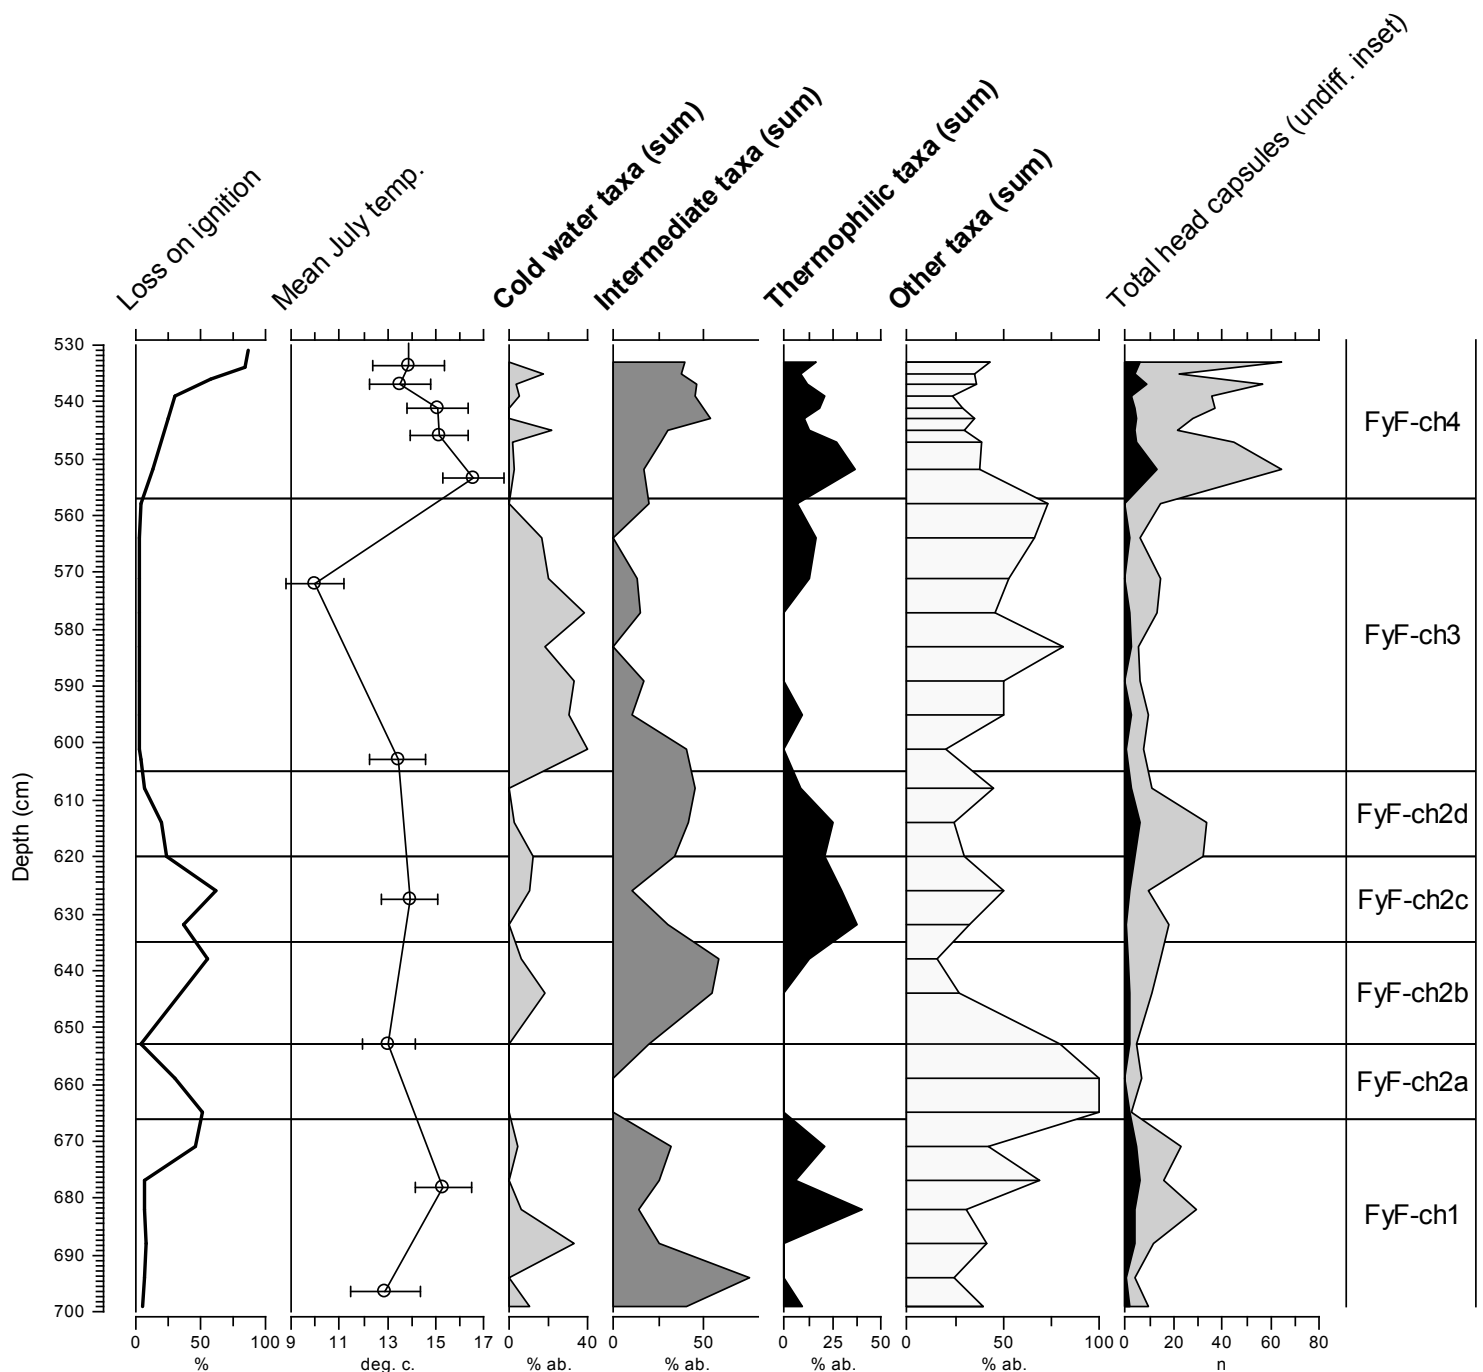 Loss on ignition
Mean July temp.
Cold water taxa (sum)
Intermediate taxa (sum)
Thermophilic taxa (sum)
Other taxa (sum)
Total head capsules (undiff. inset)
Depth (cm)
530
540
550
560
570
580
590
600
610
620
630
640
650
660
670
680
690
700
FyF-ch4
FyF-ch3
FyF-ch2d
FyF-ch2c
FyF-ch2b
FyF-ch2a
FyF-ch1
0 50 100
9 11 13 15 17
0 40
0 50
0 50
0 50 100
0 20 40 60 80
% deg. c. % ab. % ab. % ab. % ab. n